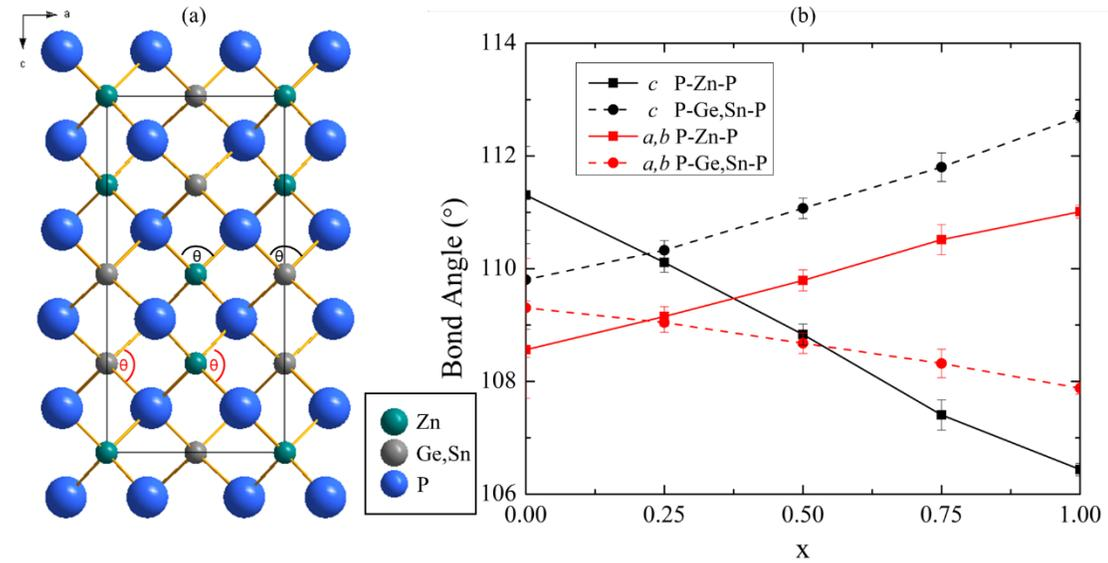 (a)
a
c
θ
θ
θ
θ
Zn
Ge,Sn
P
(b)
114
112
110
108
106
Bond Angle (°)
c P-Zn-P
c P-Ge,Sn-P
a,b P-Zn-P
a,b P-Ge,Sn-P
0.00
0.25
0.50
0.75
1.00
x